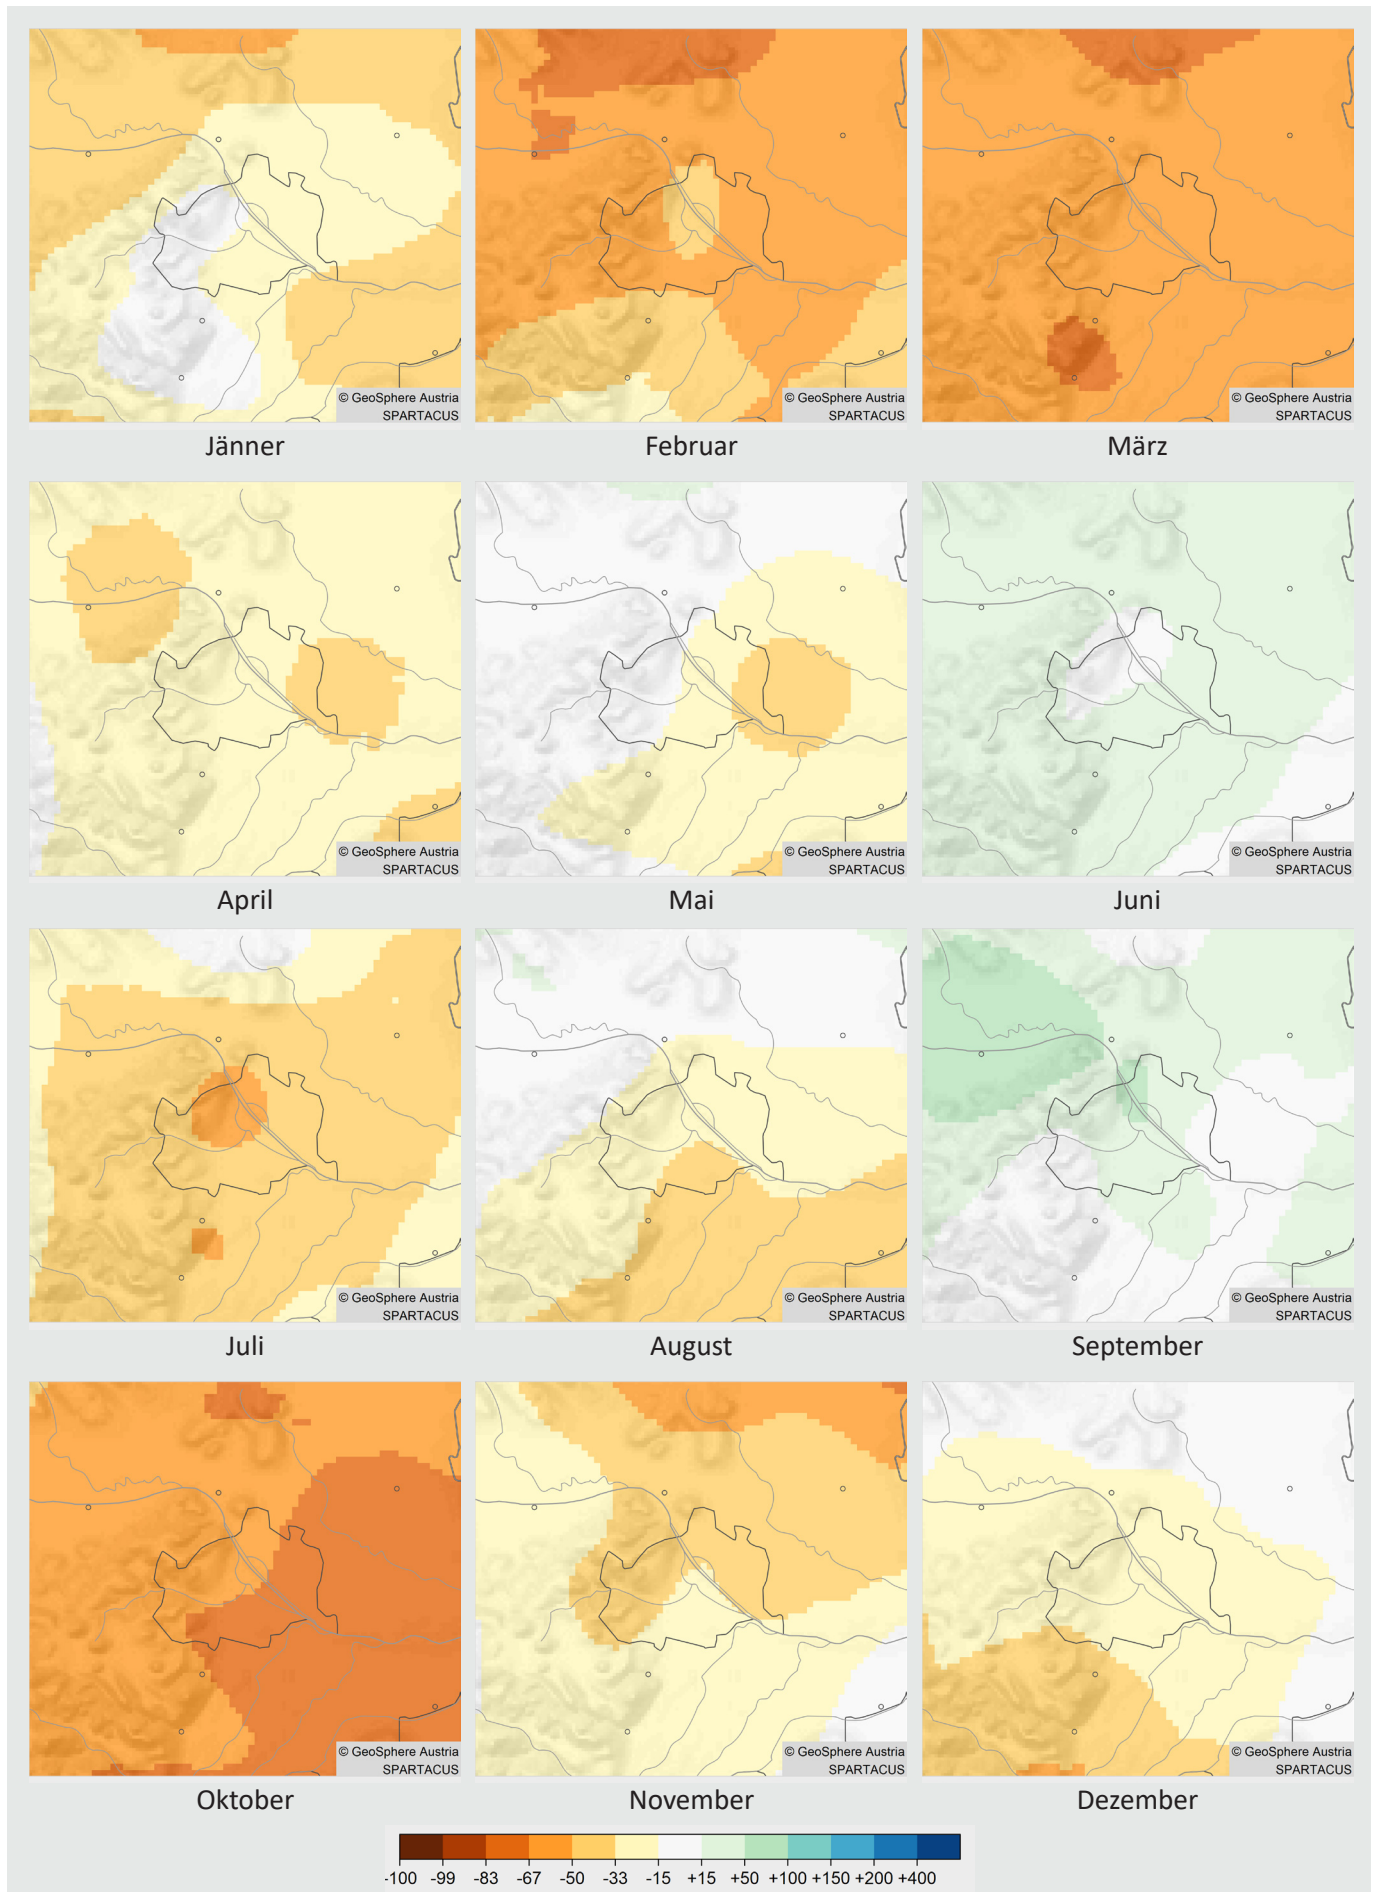 © GeoSphere Austria
SPARTACUS
© GeoSphere Austria
SPARTACUS
© GeoSphere Austria
SPARTACUS
Jänner Februar März
© GeoSphere Austria
SPARTACUS
© GeoSphere Austria
SPARTACUS
© GeoSphere Austria
SPARTACUS
April Mai Juni
© GeoSphere Austria
SPARTACUS
© GeoSphere Austria
SPARTACUS
© GeoSphere Austria
SPARTACUS
Juli August September
© GeoSphere Austria
SPARTACUS
© GeoSphere Austria
SPARTACUS
© GeoSphere Austria
SPARTACUS
Oktober November Dezember
-100 -99 -83 -67 -50 -33 -15 +15 +50 +100 +150 +200 +400